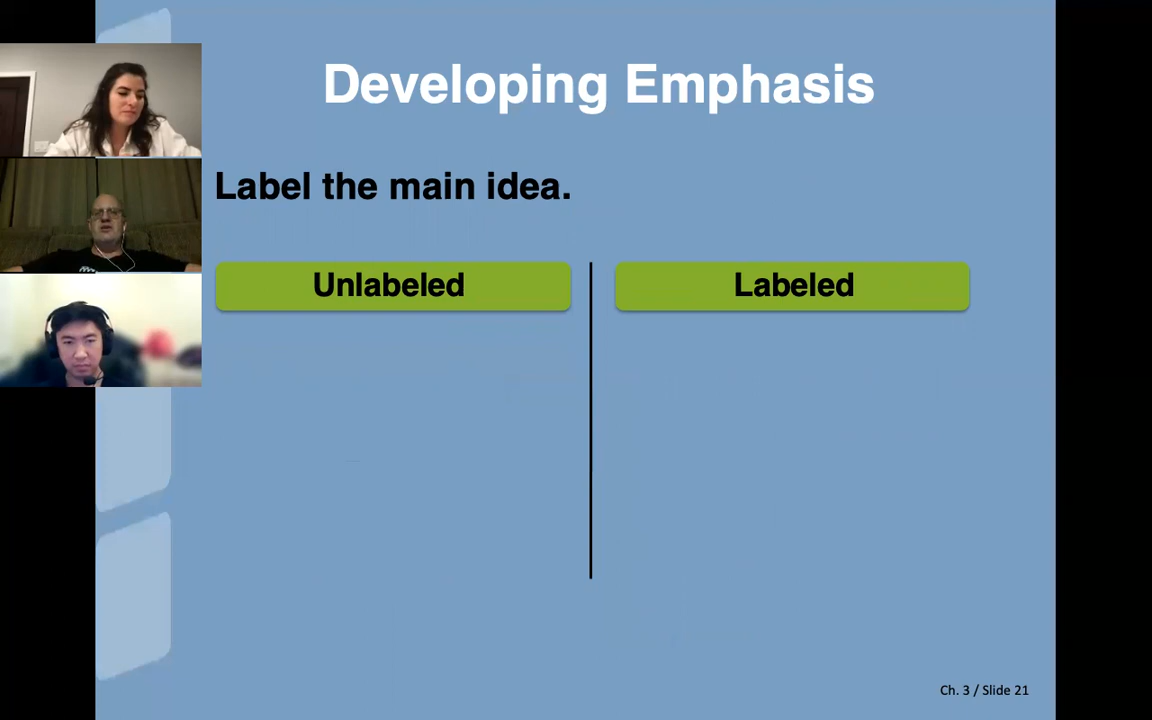 Developing Emphasis
Label the main idea.
Unlabeled
Labeled
Ch. 3 / Slide 21